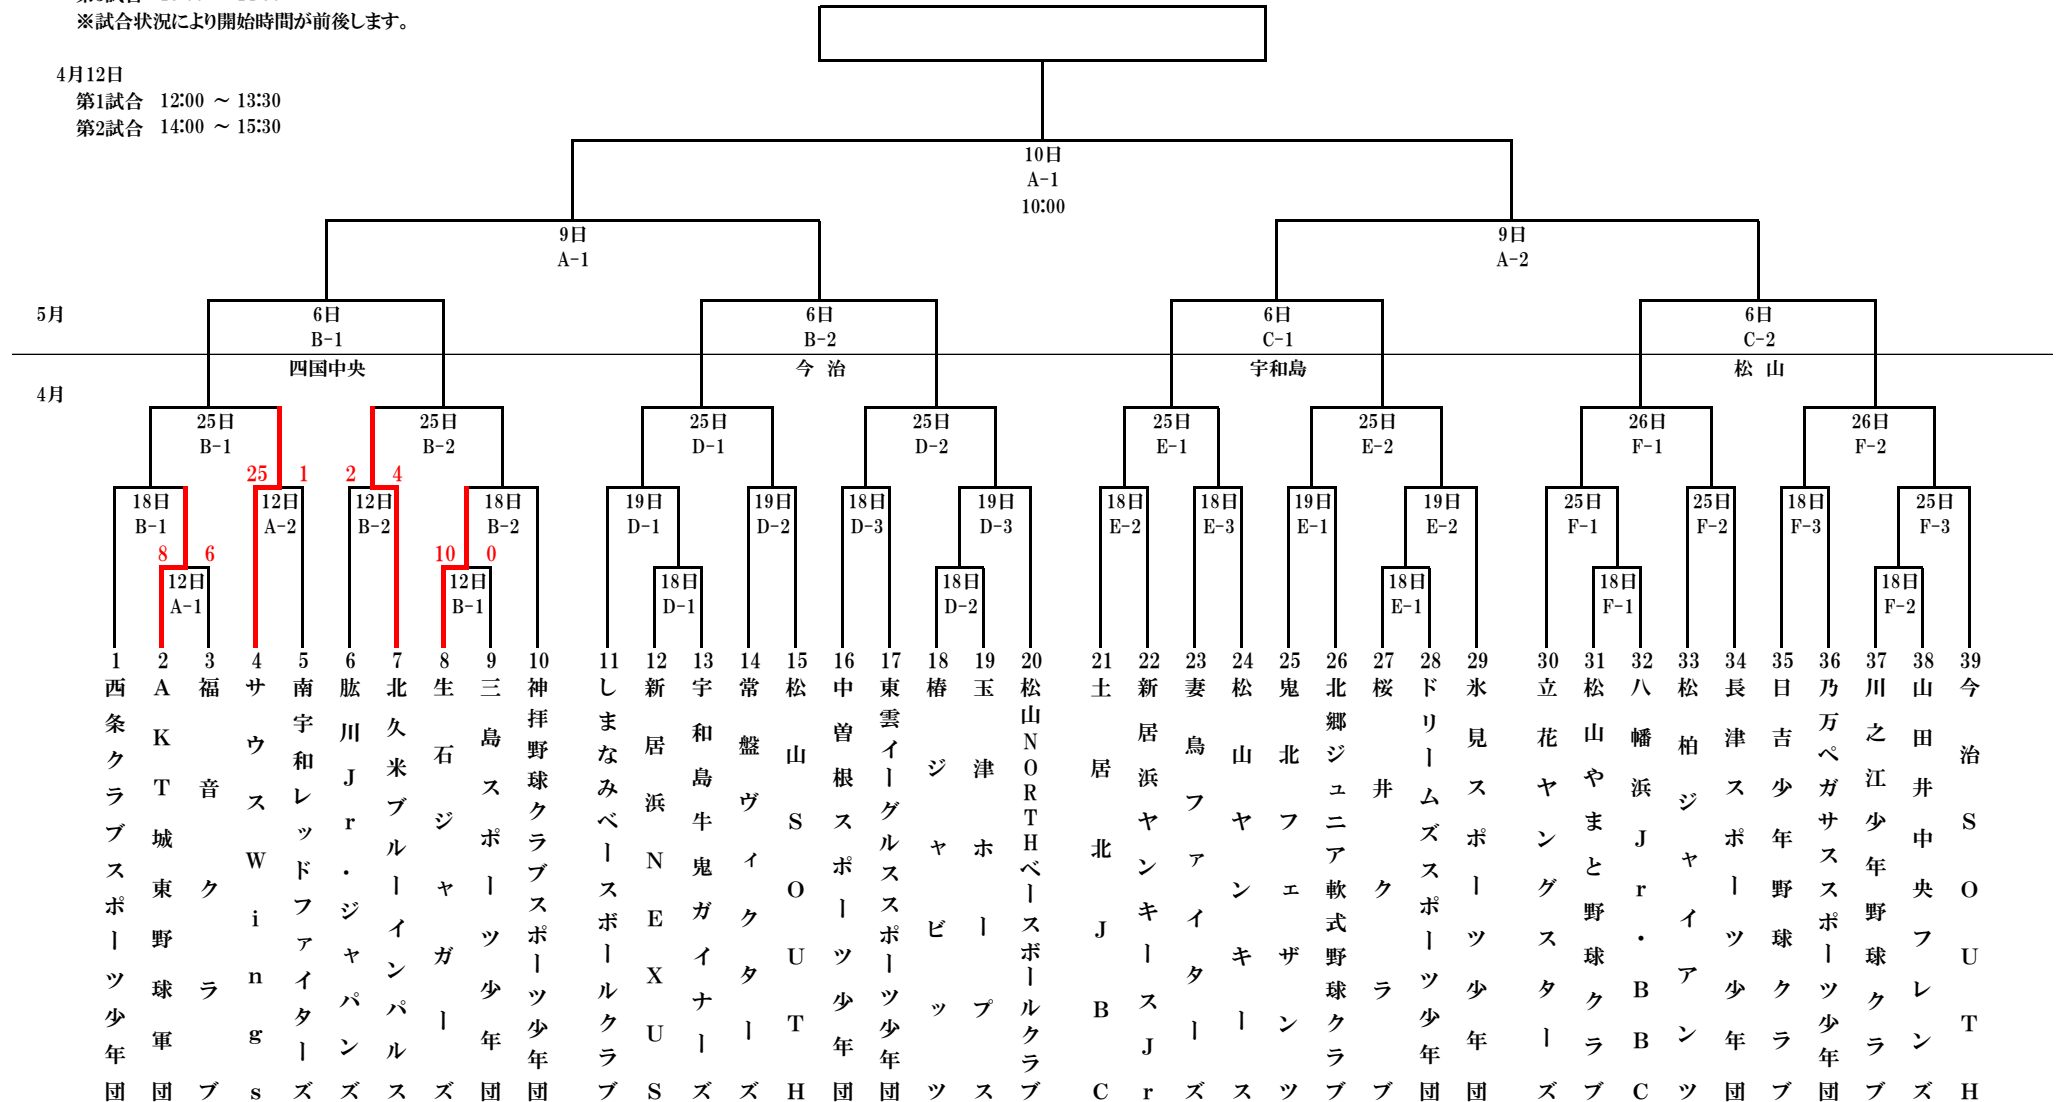 ※試合状況により開始時間が前後します。
4月12日
第1試合 12:00 ～ 13:30
第2試合 14:00 ～ 15:30
10日
A-1
10:00
9日
A-1
9日
A-2
5月
6日
B-1
6日
B-2
6日
C-1
6日
C-2
四国中央
今 治
宇和島
松 山
4月
25日
B-1
25日
B-2
25日
D-1
25日
D-2
25日
E-1
25日
E-2
26日
F-1
26日
F-2
25 1
2 4
18日
B-1
12日
A-2
12日
B-2
18日
B-2
19日
D-1
19日
D-2
18日
D-3
19日
D-3
18日
E-2
18日
E-3
19日
E-1
19日
E-2
25日
F-1
25日
F-2
18日
F-3
25日
F-3
8 6
10 0
12日
A-1
12日
B-1
18日
D-1
18日
D-2
18日
E-1
18日
F-1
18日
F-2
1 西条クラブスポーツ少年団
2 AKT城東野球軍団
3 福音クラブ
4 サウスWings
5 南宇和レッドファイターズ
6 肱川Jr・ジャパンズ
7 北久米ブルーインパルス
8 生石ジャガーズ
9 三島スポーツ少年団
10 神拝野球クラブスポーツ少年団
11 しまなみベースボールクラブ
12 新居浜NEXUS
13 宇和島牛鬼ガイナーズ
14 常盤ヴィクターズ
15 松山SOUTH
16 中曽根スポーツ少年団
17 東雲イーグルススポーツ少年団
18 椿ジャビッツ
19 玉津ホープス
20 松山NORTHベースボールクラブ
21 土居北JBC
22 新居浜ヤンキースJr
23 妻鳥ファイターズ
24 松山ヤンキース
25 鬼北フェザンツ
26 北郷ジュニア軟式野球クラブ
27 桜井クラブ
28 ドリームズスポーツ少年団
29 氷見スポーツ少年団
30 立花ヤングスターズ
31 松山やまと野球クラブ
32 八幡浜Jr・BBC
33 松柏ジャイアンツ
34 長津スポーツ少年団
35 日吉少年野球クラブ
36 乃万ペガサススポーツ少年団
37 川之江少年野球クラブ
38 山田井中央フレンズ
39 今治SOUTH